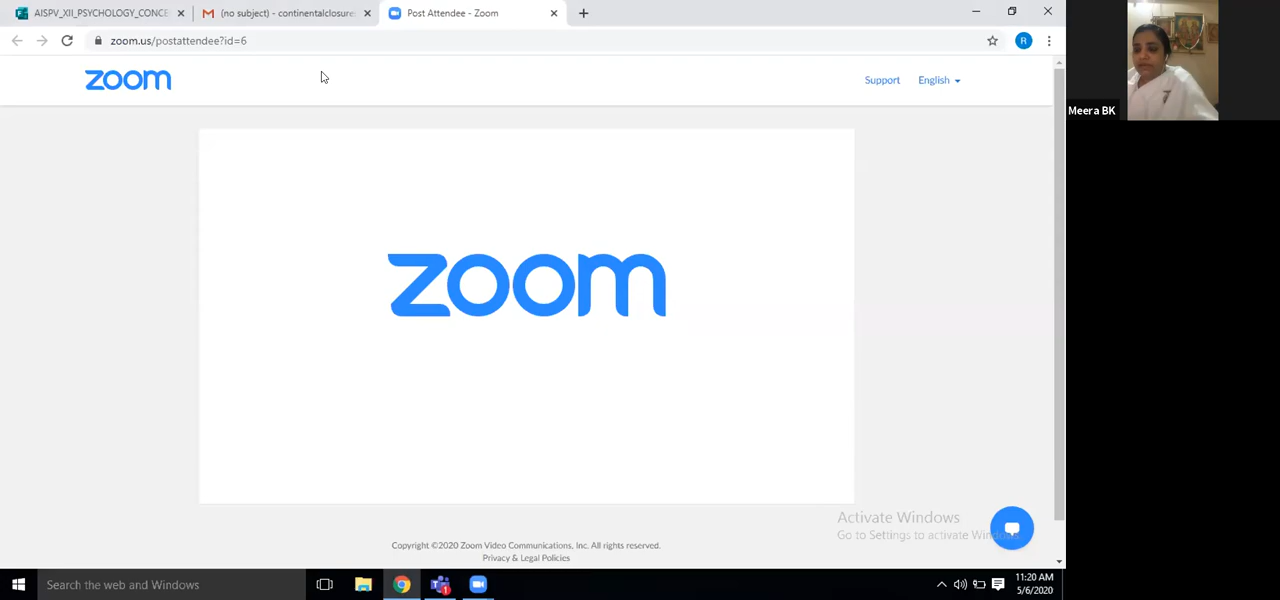 AISPV_XII_PSYCHOLOGY_CONCE
(no subject) - continentalclosure
Post Attendee - Zoom
zoom.us/postattendee?id=6
R
Meera BK
zoom
Support
English
zoom
Activate Windows
Go to Settings to activate Windows.
Copyright ©2020 Zoom Video Communications, Inc. All rights reserved.
Privacy & Legal Policies
Search the web and Windows
1
11:20 AM
5/6/2020